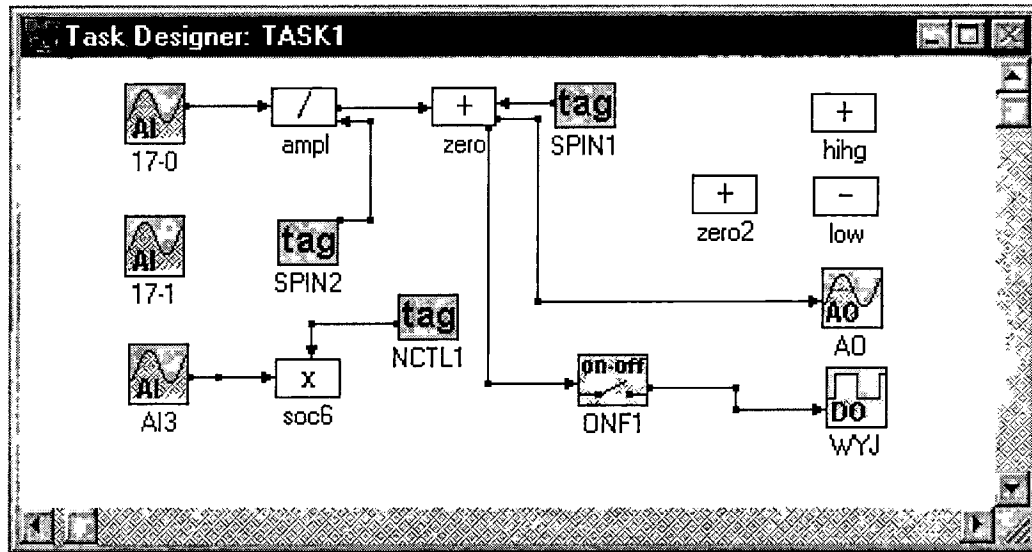 Task Designer: TASK1
AI
17-0
/
ampl
+
zero
tag
SPIN1
+
hihg
AI
17-1
tag
SPIN2
+
zero2
-
low
tag
NCTL1
AO
AO
AI
AI3
x
soc6
on-off
ONF1
DO
WYJ